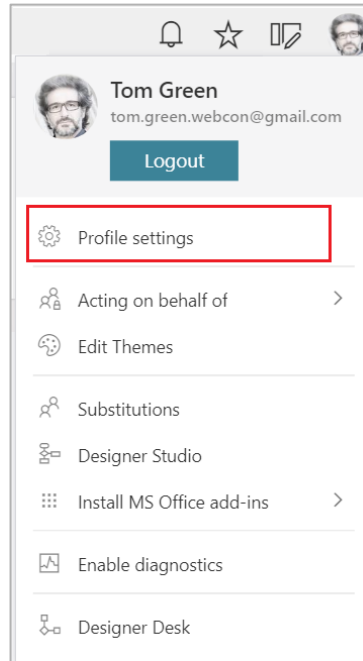 Tom Green
tom.green.webcon@gmail.com
Logout
Profile settings
Acting on behalf of
Edit Themes
Substitutions
Designer Studio
Install MS Office add-ins
Enable diagnostics
Designer Desk